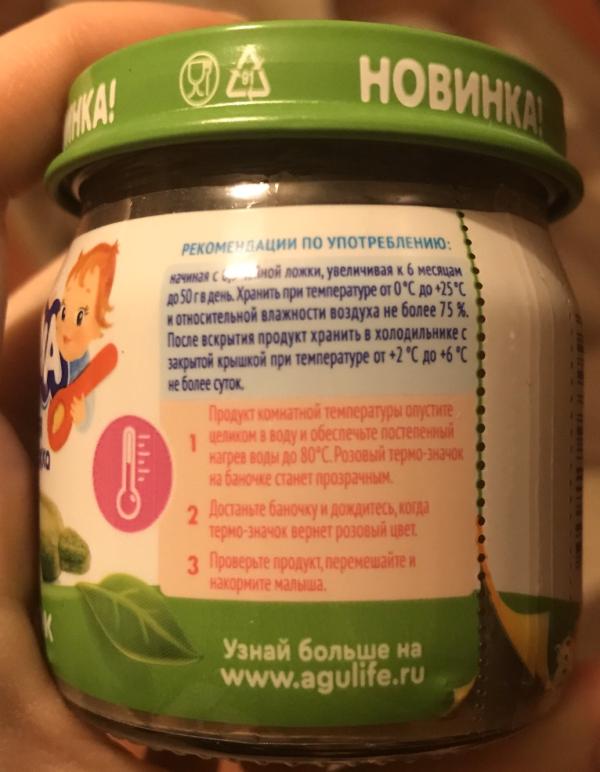 НОВИНКА!
РЕКОМЕНДАЦИИ ПО УПОТРЕБЛЕНИЮ:
начиная с ложки, увеличивая к 6 месяцам
до 50 г в день. Хранить при температуре от 0°С до +25°С
и относительной влажности воздуха не более 75 %.
После вскрытия продукт хранить в холодильнике с
закрытой крышкой при температуре от +2 °С до +6 °С
не более суток.
1 Продукт комнатной температуры опустите
целиком в воду и обеспечьте постепенный
нагрев воды до 80°С. Розовый термо-значок
на баночке станет прозрачным.
2 Достаньте баночку и дождитесь, когда
термо-значок вернет розовый цвет.
3 Проверьте продукт, перемешайте и
накормите малыша.
Узнай больше на
www.agulife.ru